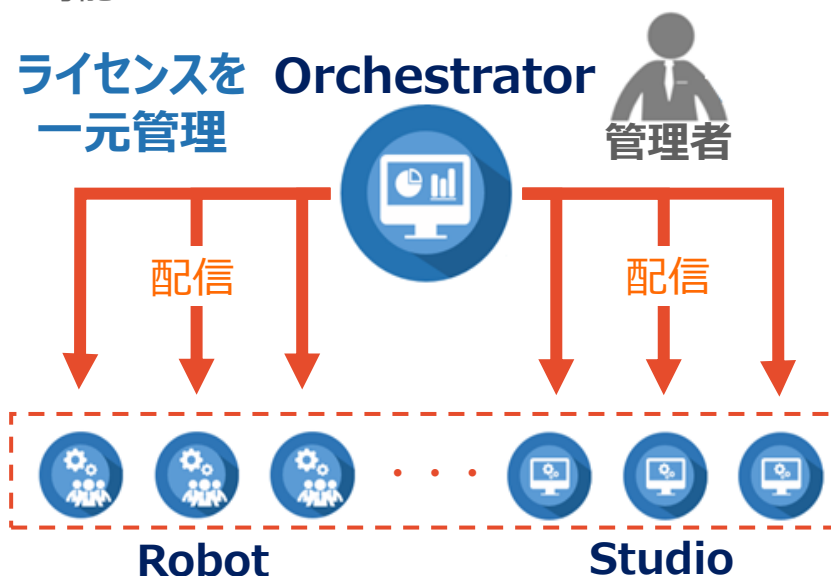 ライセンスを
一元管理
Orchestrator
管理者
配信
配信
・・・
Robot
Studio